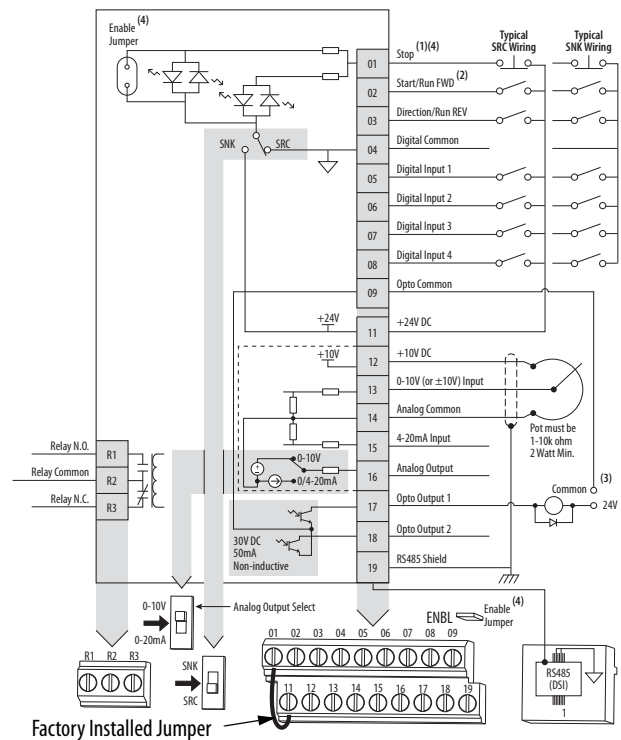 Enable
Jumper (4)
Typical
SRC Wiring
Typical
SNK Wiring
01
Stop (1)(4)
02
Start/Run FWD (2)
03
Direction/Run REV
SNK
SRC
04
Digital Common
05
Digital Input 1
06
Digital Input 2
07
Digital Input 3
08
Digital Input 4
09
Opto Common
+24V
11
+24V DC
+10V
12
+10V DC
13
0-10V (or ±10V) Input
14
Analog Common
Pot must be
1-10k ohm
2 Watt Min.
15
4-20mA Input
0-10V
0/4-20mA
16
Analog Output
Relay N.O.
R1
Relay Common
R2
Relay N.C.
R3
17
Opto Output 1
Common
(3)
24V
30V DC
50mA
Non-inductive
18
Opto Output 2
19
RS485 Shield
0-10V
0-20mA
Analog Output Select
ENBL
Enable
Jumper (4)
R1 R2 R3
SNK
SRC
01 02 03 04 05 06 07 08 09
11 12 13 14 15 16 17 18 19
RS485
(DSI)
1
Factory Installed Jumper